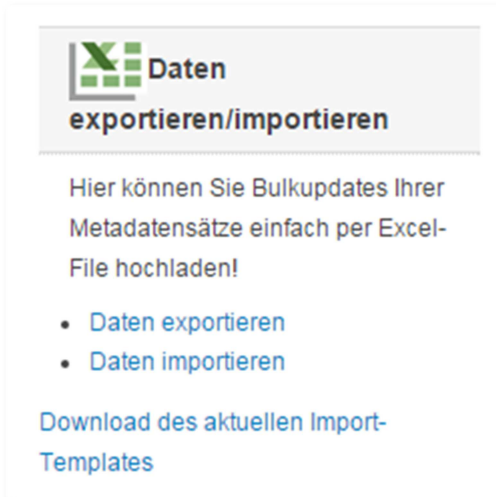 Daten
exportieren/importieren
Hier können Sie Bulkupdates Ihrer
Metadatensätze einfach per Excel-
File hochladen!
• Daten exportieren
• Daten importieren
Download des aktuellen Import-
Templates